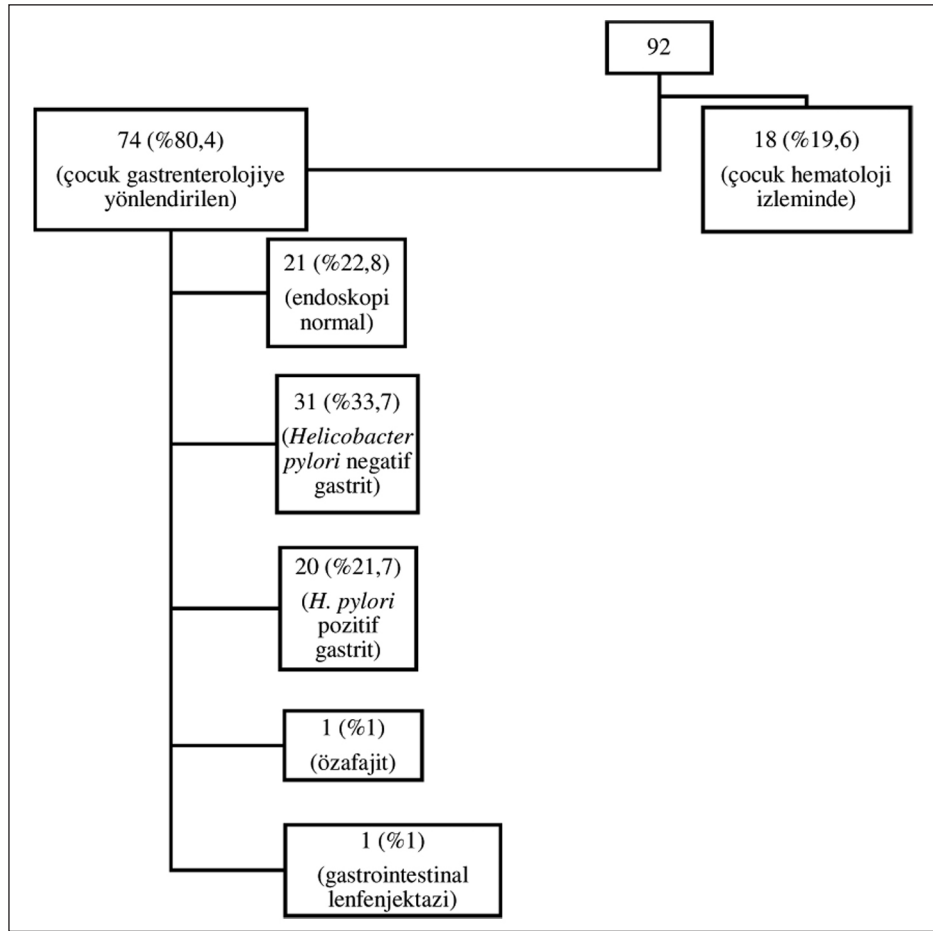 92
74 (%80,4)
(çocuk gastrenterolojiye
yönlendirilen)
18 (%19,6)
(çocuk hematoloji
izleminde)
21 (%22,8)
(endoskopi
normal)
31 (%33,7)
(Helicobacter
pylori negatif
gastrit)
20 (%21,7)
(H. pylori
pozitif
gastrit)
1 (%1)
(özafajit)
1 (%1)
(gastrointestinal
lenfenjektazi)